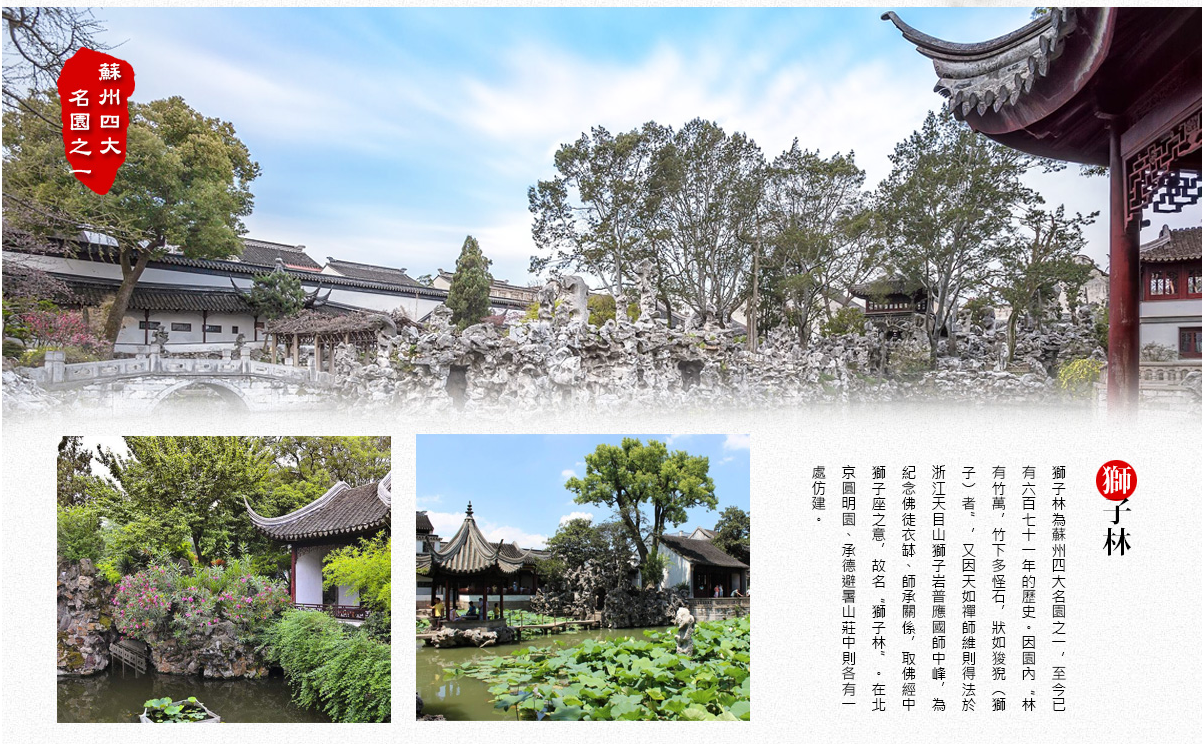 蘇州四大
名園之一
獅子林
獅子林為蘇州四大名園之一，至今已
有六百七十一年的歷史。因園內〝林
有竹萬，竹下多怪石，狀如狻猊（獅
子）者〞，又因天如禪師維則得法於
浙江天目山獅子岩普應國師中峰，為
紀念佛徒衣缽、師承關係，取佛經中
獅子座之意，故名〝獅子林〞。在北
京圓明園、承德避暑山莊中則各有一
處仿建。